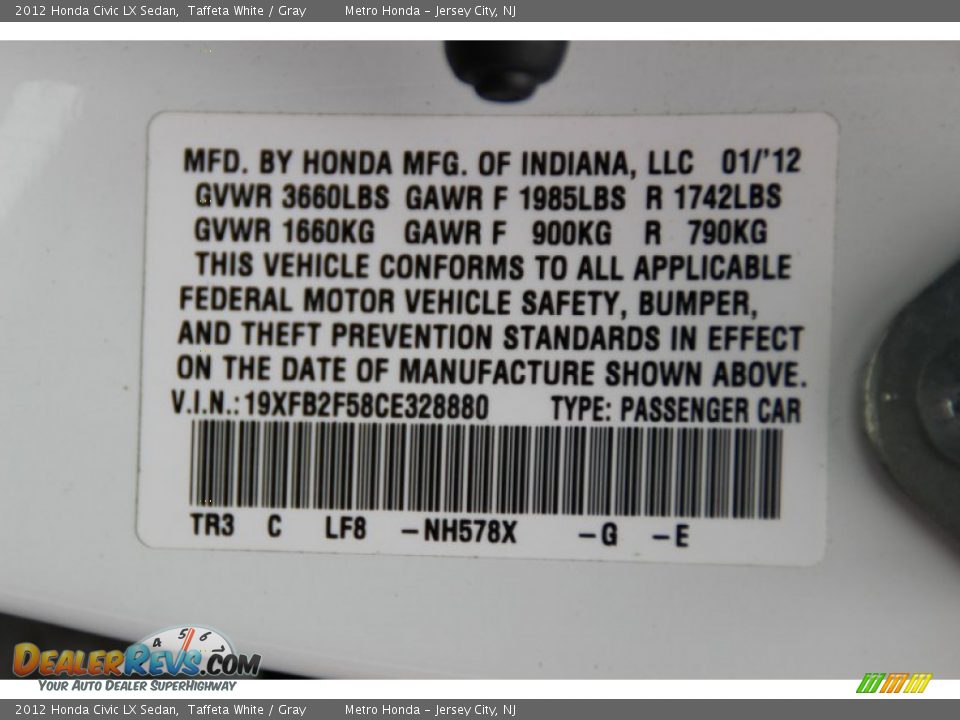 2012 Honda Civic LX Sedan, Taffeta White / Gray Metro Honda - Jersey City, NJ
MFD. BY HONDA MFG. OF INDIANA, LLC 01/'12
GVWR 3660LBS GAWR F 1985LBS R 1742LBS
GVWR 1660KG GAWR F 900KG R 790KG
THIS VEHICLE CONFORMS TO ALL APPLICABLE
FEDERAL MOTOR VEHICLE SAFETY, BUMPER,
AND THEFT PREVENTION STANDARDS IN EFFECT
ON THE DATE OF MANUFACTURE SHOWN ABOVE.
V.I.N.: 19XFB2F58CE328880 TYPE: PASSENGER CAR
TR3 C LF8 -NH578X -G -E
4 5 6 7
DEALERREVS.COM
YOUR AUTO DEALER SUPERHIGHWAY
2012 Honda Civic LX Sedan, Taffeta White / Gray Metro Honda - Jersey City, NJ